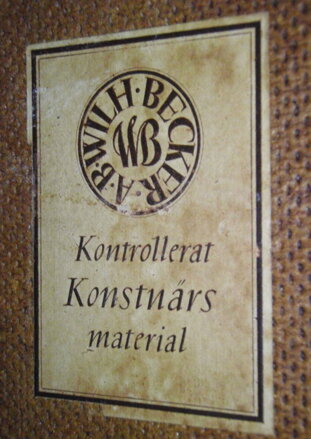 A·B·WILH·BECKER·
WB
Kontrollerat
Konstnärs
material